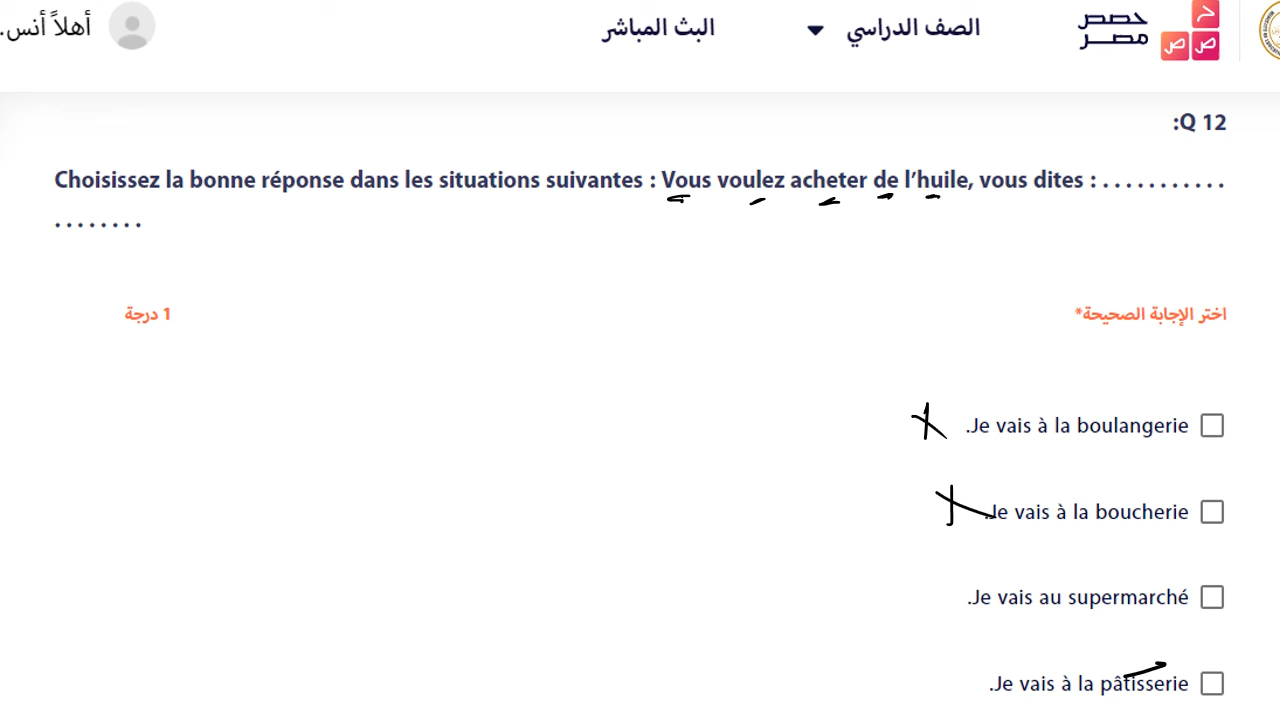 حصص
مصر
ح
ص ص
الصف الدراسي
البث المباشر
أهلاً أنس.
Q 12:
Choisissez la bonne réponse dans les situations suivantes : Vous voulez acheter de l’huile, vous dites : . . . . . . . . . . .
. . . . . . . .
اختر الإجابة الصحيحة*
1 درجة
Je vais à la boulangerie.
Je vais à la boucherie.
Je vais au supermarché.
Je vais à la pâtisserie.